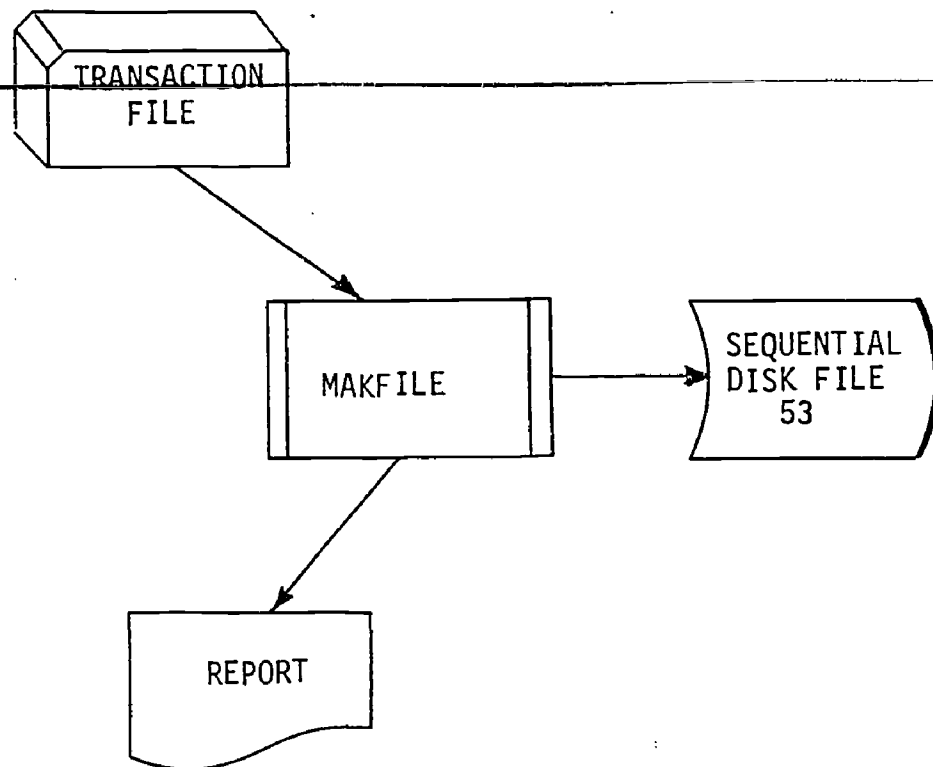 TRANSACTION
FILE
MAKFILE
SEQUENTIAL
DISK FILE
53
REPORT